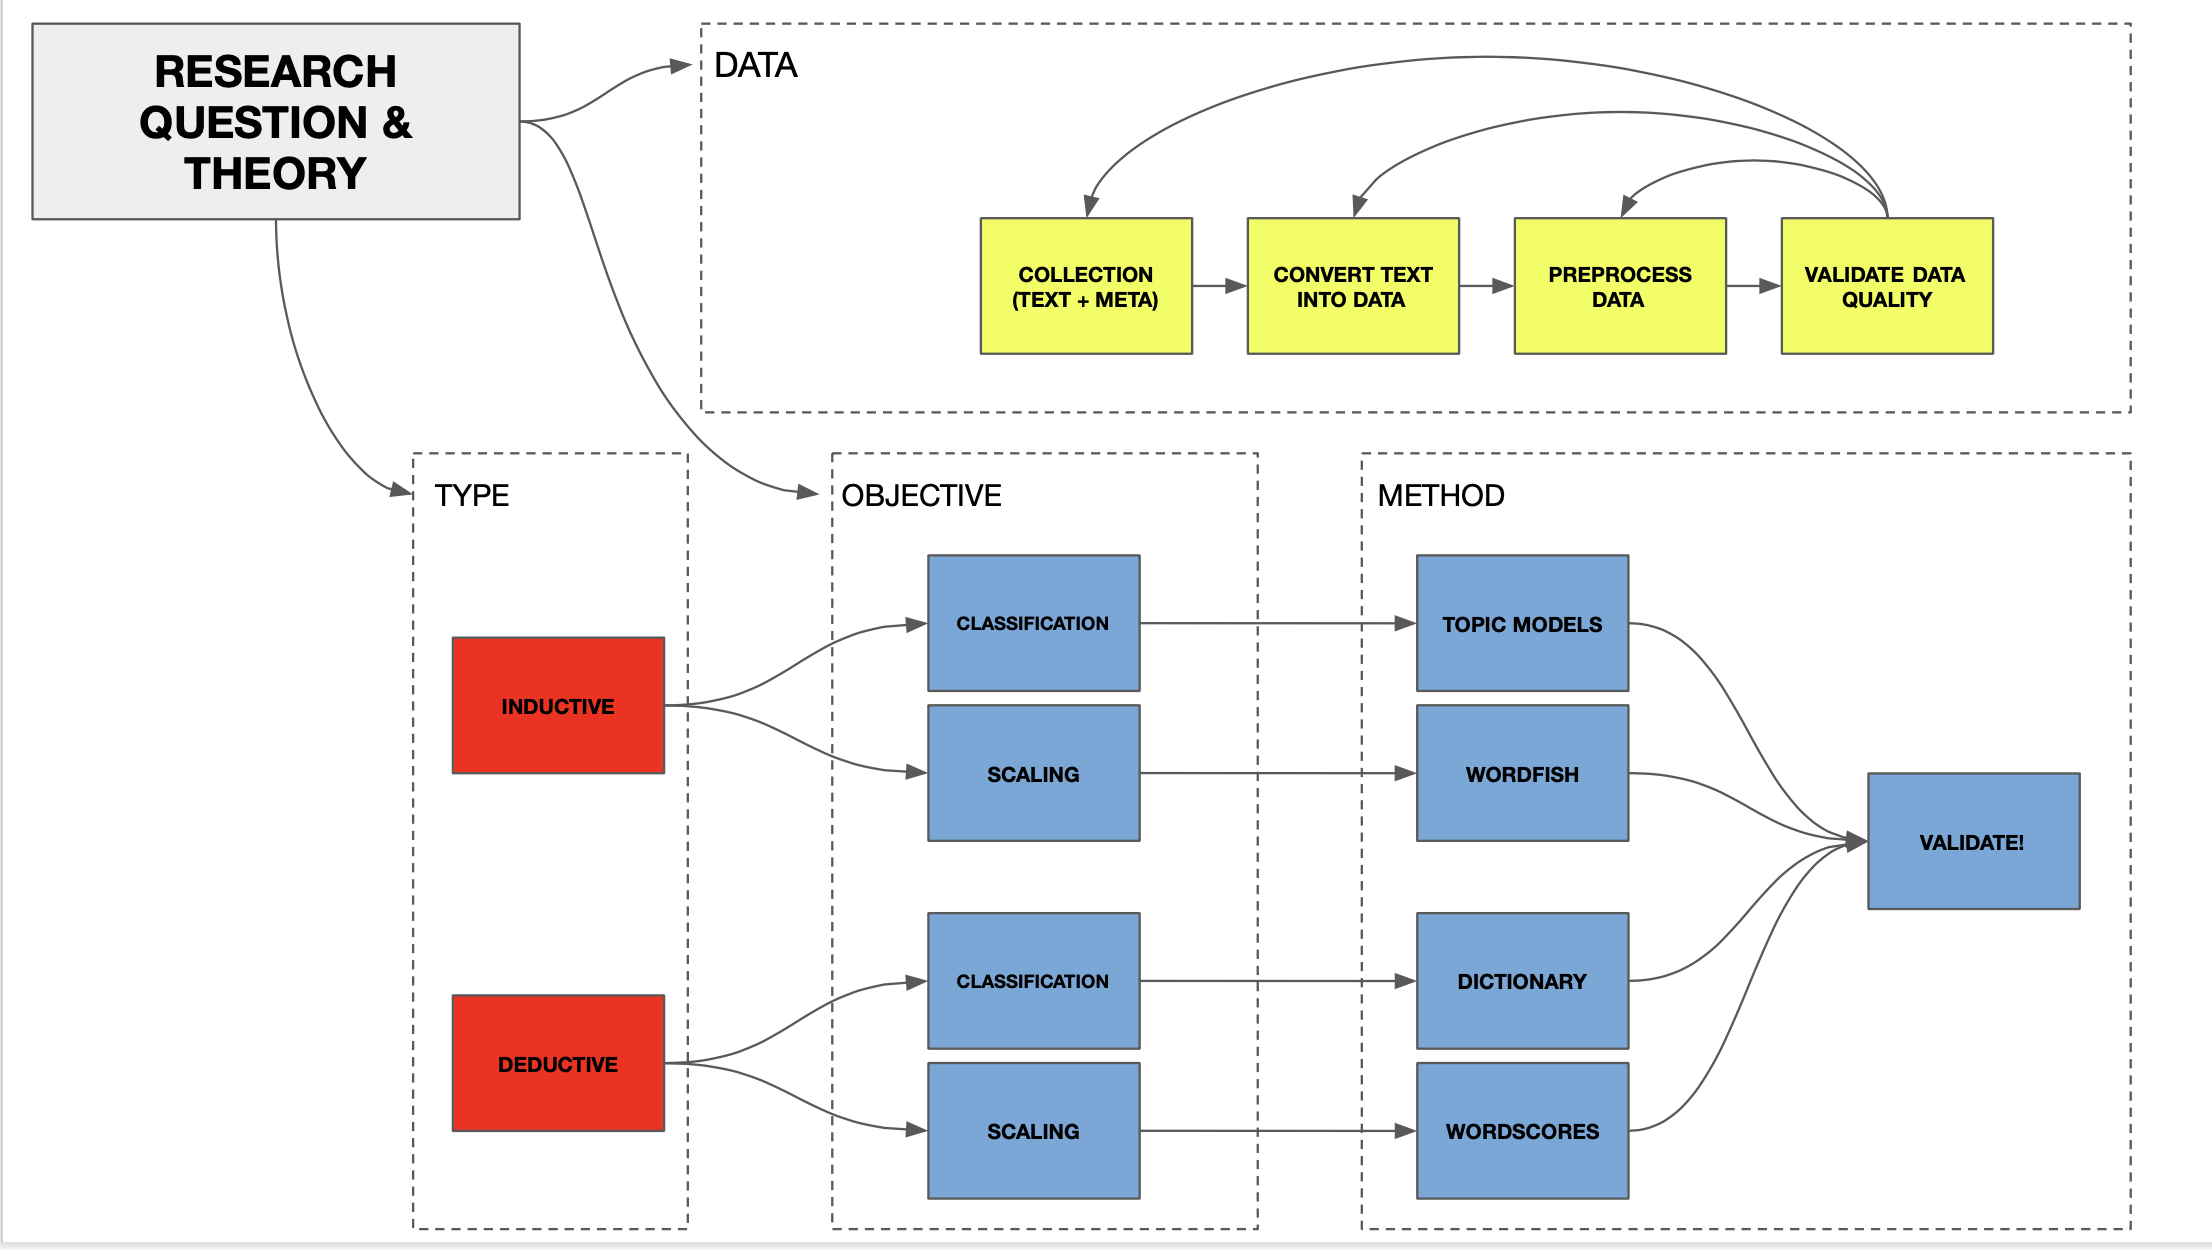 RESEARCH
QUESTION &
THEORY
DATA
COLLECTION
(TEXT + META)
CONVERT TEXT
INTO DATA
PREPROCESS
DATA
VALIDATE DATA
QUALITY
TYPE
OBJECTIVE
METHOD
INDUCTIVE
CLASSIFICATION
TOPIC MODELS
SCALING
WORDFISH
VALIDATE!
DEDUCTIVE
CLASSIFICATION
DICTIONARY
SCALING
WORDSCORES